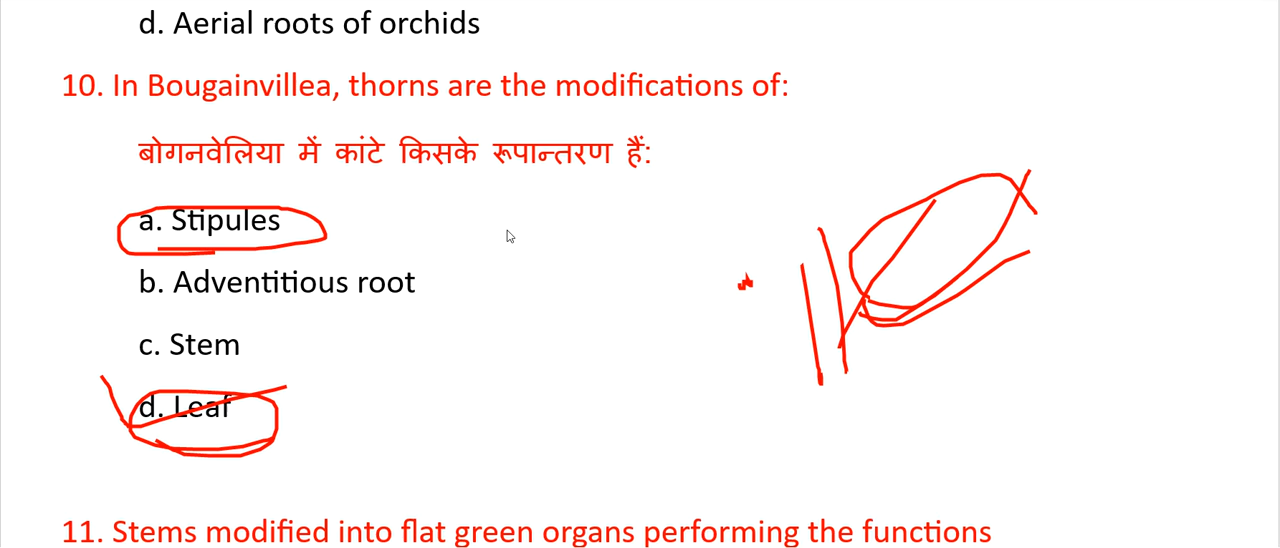 d. Aerial roots of orchids
10. In Bougainvillea, thorns are the modifications of:
बोगनवेलिया में कांटे किसके रूपान्तरण हैं:
a. Stipules
b. Adventitious root
c. Stem
d. Leaf
11. Stems modified into flat green organs performing the functions